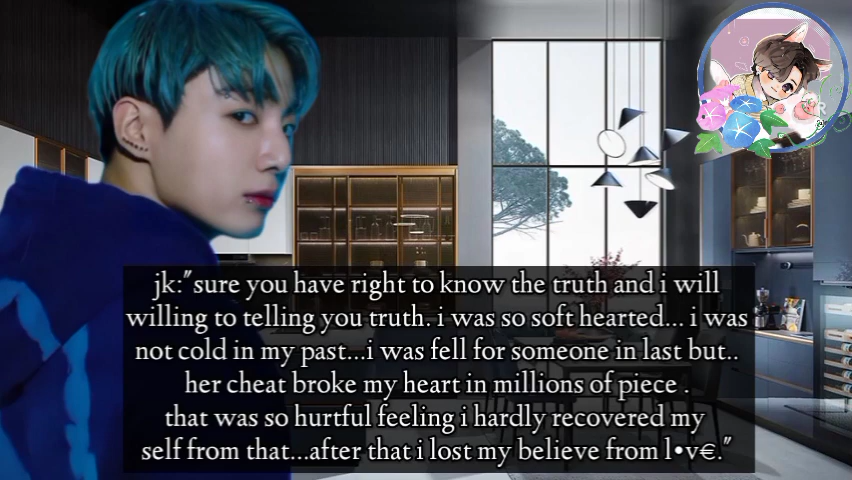 jk:"sure you have right to know the truth and i will
willing to telling you truth. i was so soft hearted... i was
not cold in my past...i was fell for someone in last but..
her cheat broke my heart in millions of piece .
that was so hurtful feeling i hardly recovered my
self from that...after that i lost my believe from l•v€."